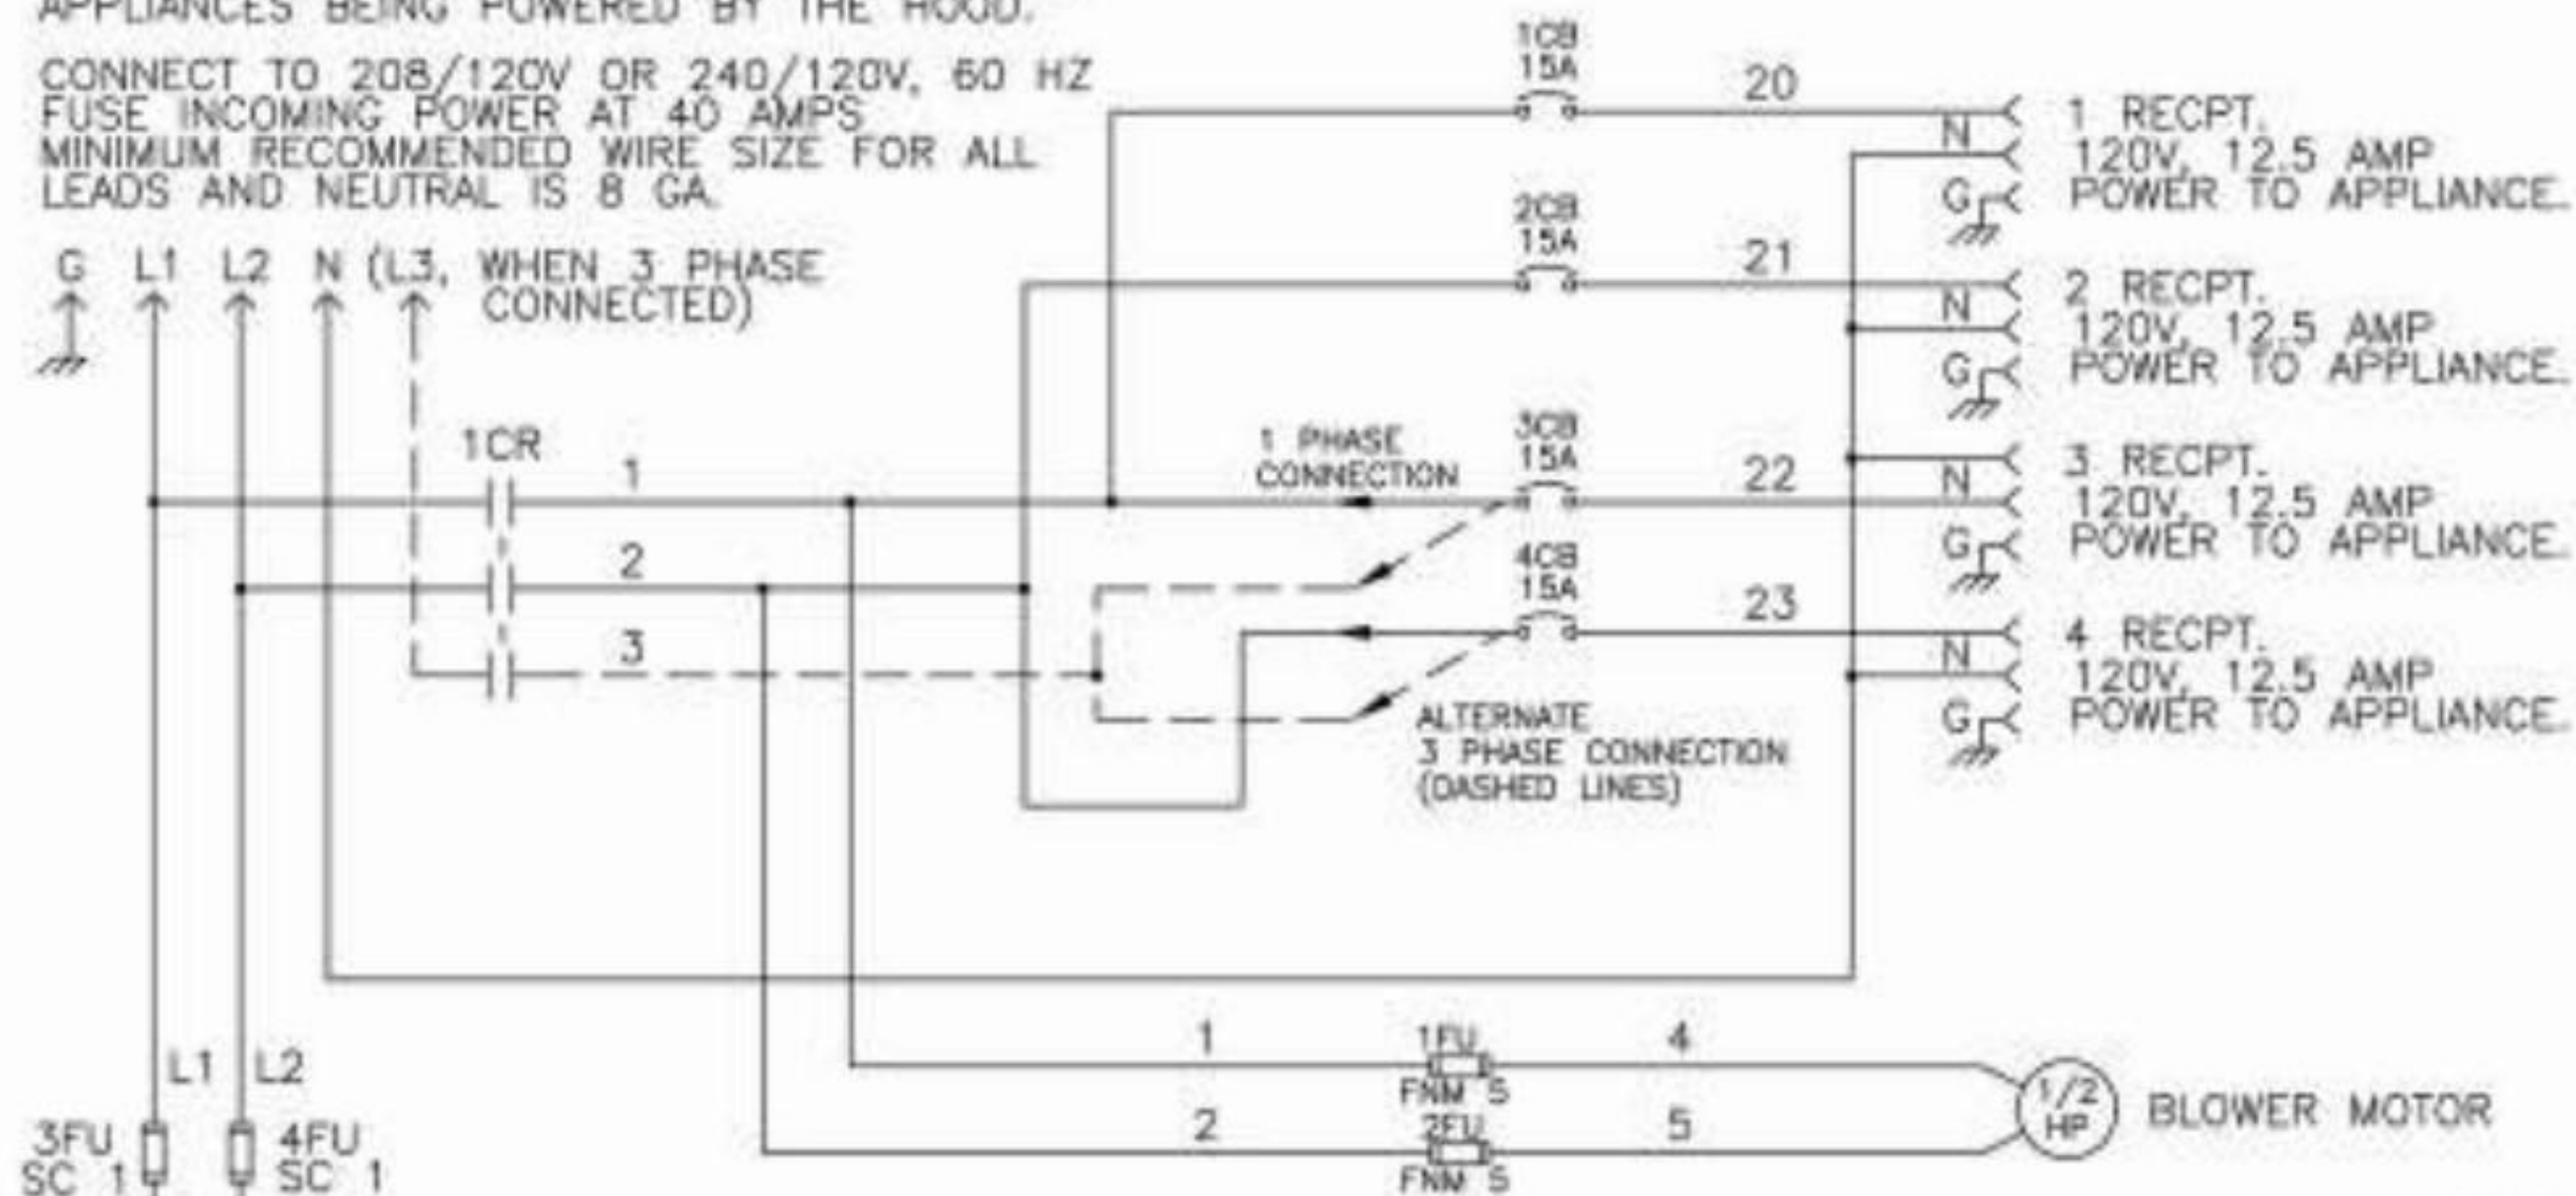 APPLIANCES BEING POWERED BY THE HOOD.
CONNECT TO 208/120V OR 240/120V, 60 HZ
FUSE INCOMING POWER AT 40 AMPS
MINIMUM RECOMMENDED WIRE SIZE FOR ALL
LEADS AND NEUTRAL IS 8 GA.
G L1 L2 N (L3, WHEN 3 PHASE
CONNECTED)
1CR
1
2
3
1CB
15A
20
N
G
1 RECPT.
120V, 12.5 AMP
POWER TO APPLIANCE.
2CB
15A
21
N
G
2 RECPT.
120V, 12.5 AMP
POWER TO APPLIANCE.
1 PHASE
CONNECTION
3CB
15A
22
N
G
3 RECPT.
120V, 12.5 AMP
POWER TO APPLIANCE.
4CB
15A
23
N
G
4 RECPT.
120V, 12.5 AMP
POWER TO APPLIANCE.
ALTERNATE
3 PHASE CONNECTION
(DASHED LINES)
L1 L2
3FU
SC 1
4FU
SC 1
1
1FU
FNM 5
4
2
2FU
FNM 5
5
1/2
HP
BLOWER MOTOR